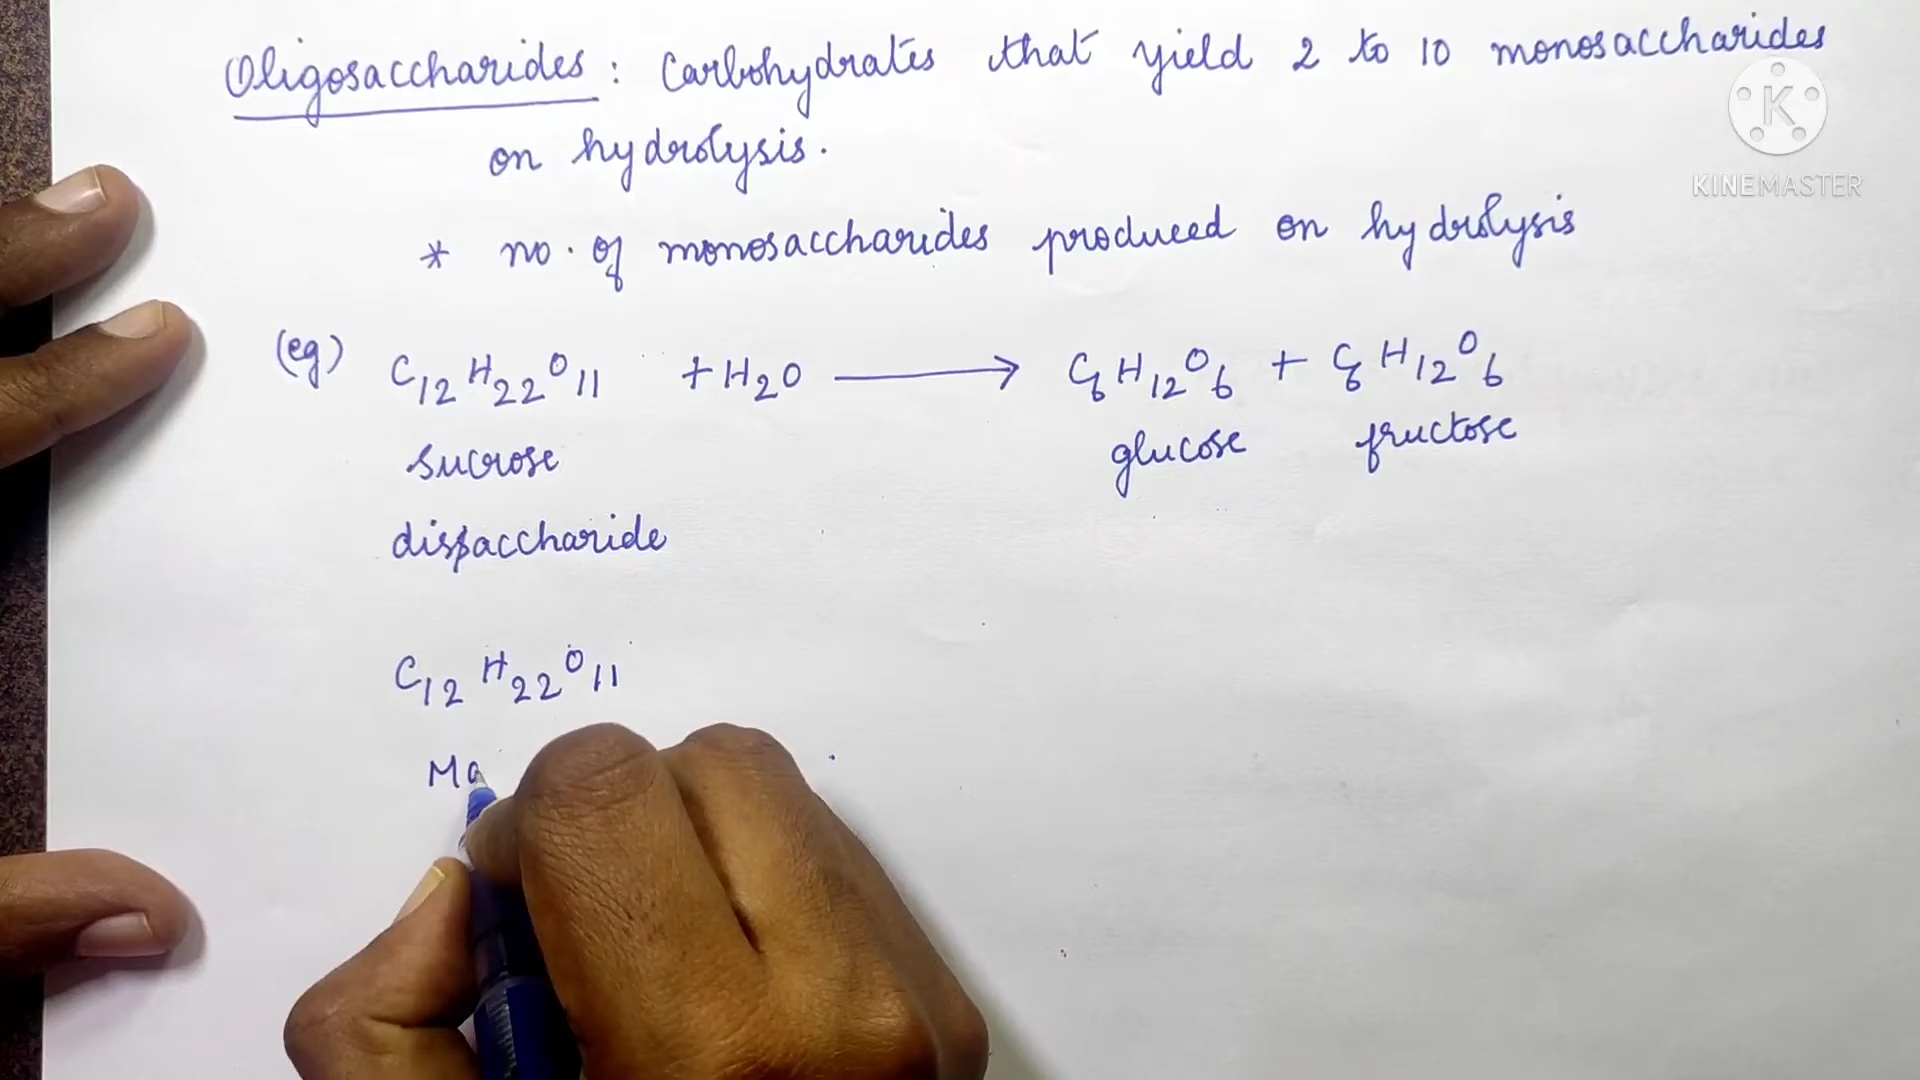 Oligosaccharides : Carbohydrates that yield 2 to 10 monosaccharides
on hydrolysis.
* no. of monosaccharides produced on hydrolysis
(eg) C12H22O11 + H2O → C6H12O6 + C6H12O6
sucrose glucose fructose
disaccharide
C12H22O11
Ma
KINEMASTER